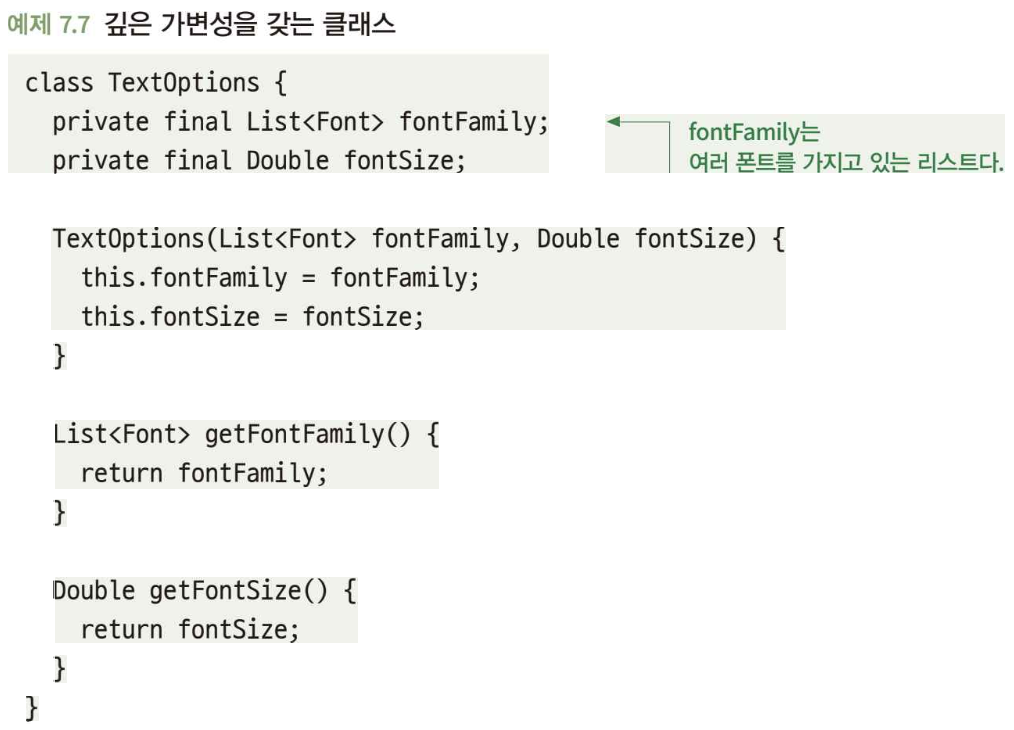 예제 7.7 깊은 가변성을 갖는 클래스
class TextOptions {
  private final List<Font> fontFamily;
  private final Double fontSize;
fontFamily는
여러 폰트를 가지고 있는 리스트다.
  TextOptions(List<Font> fontFamily, Double fontSize) {
    this.fontFamily = fontFamily;
    this.fontSize = fontSize;
  }
  List<Font> getFontFamily() {
    return fontFamily;
  }
  Double getFontSize() {
    return fontSize;
  }
}